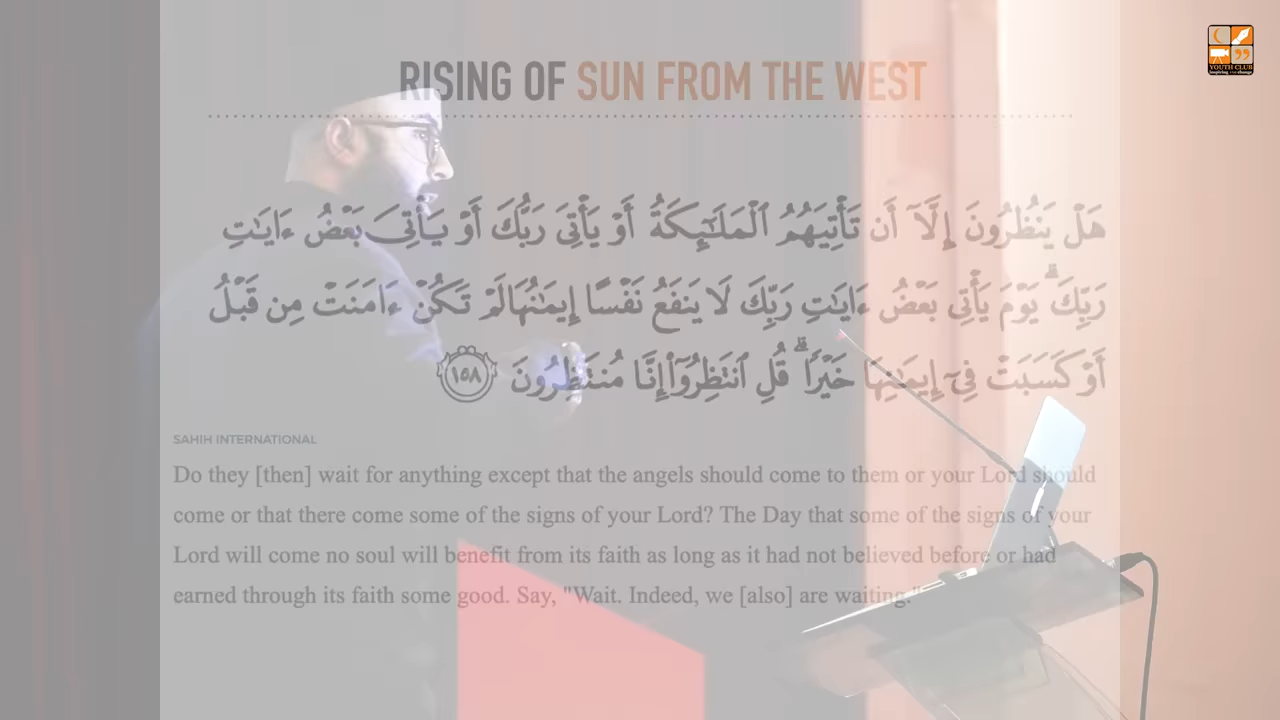 RISING OF SUN FROM THE WEST
هَلْ يَنظُرُونَ إِلَّآ أَن تَأْتِيَهُمُ ٱلْمَلَـٰٓئِكَةُ أَوْ يَأْتِىَ رَبُّكَ أَوْ يَأْتِىَ بَعْضُ ءَايَـٰتِ
رَبِّكَ ۗ يَوْمَ يَأْتِى بَعْضُ ءَايَـٰتِ رَبِّكَ لَا يَنفَعُ نَفْسًا إِيمَـٰنُهَا لَمْ تَكُنْ ءَامَنَتْ مِن قَبْلُ
أَوْ كَسَبَتْ فِىٓ إِيمَـٰنِهَا خَيْرًا ۗ قُلِ ٱنتَظِرُوٓا۟ إِنَّا مُنتَظِرُونَ ١٥٨
SAHIH INTERNATIONAL
Do they [then] wait for anything except that the angels should come to them or your Lord should
come or that there come some of the signs of your Lord? The Day that some of the signs of your
Lord will come no soul will benefit from its faith as long as it had not believed before or had
earned through its faith some good. Say, "Wait. Indeed, we [also] are waiting."
YOUTH CLUB